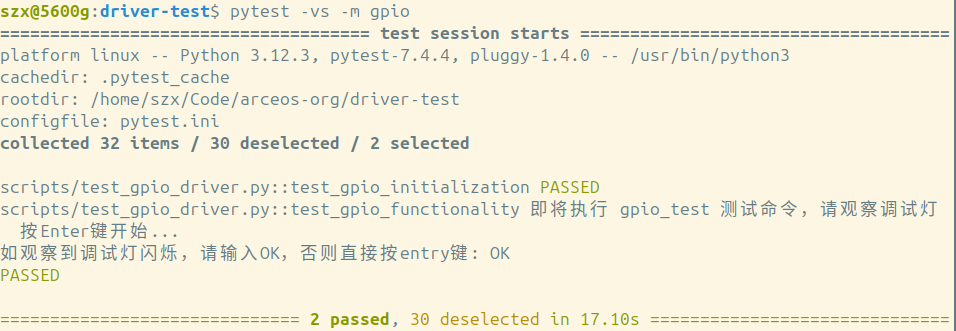 szx@5600g:driver-test$ pytest -vs -m gpio
===================================== test session starts =====================================
platform linux -- Python 3.12.3, pytest-7.4.4, pluggy-1.4.0 -- /usr/bin/python3
cachedir: .pytest_cache
rootdir: /home/szx/Code/arceos-org/driver-test
configfile: pytest.ini
collected 32 items / 30 deselected / 2 selected
scripts/test_gpio_driver.py::test_gpio_initialization PASSED
scripts/test_gpio_driver.py::test_gpio_functionality 即将执行 gpio_test 测试命令，请观察调试灯
按Enter键开始...
如观察到调试灯闪烁，请输入OK，否则直接按entry键: OK
PASSED
============================== 2 passed, 30 deselected in 17.10s ==============================